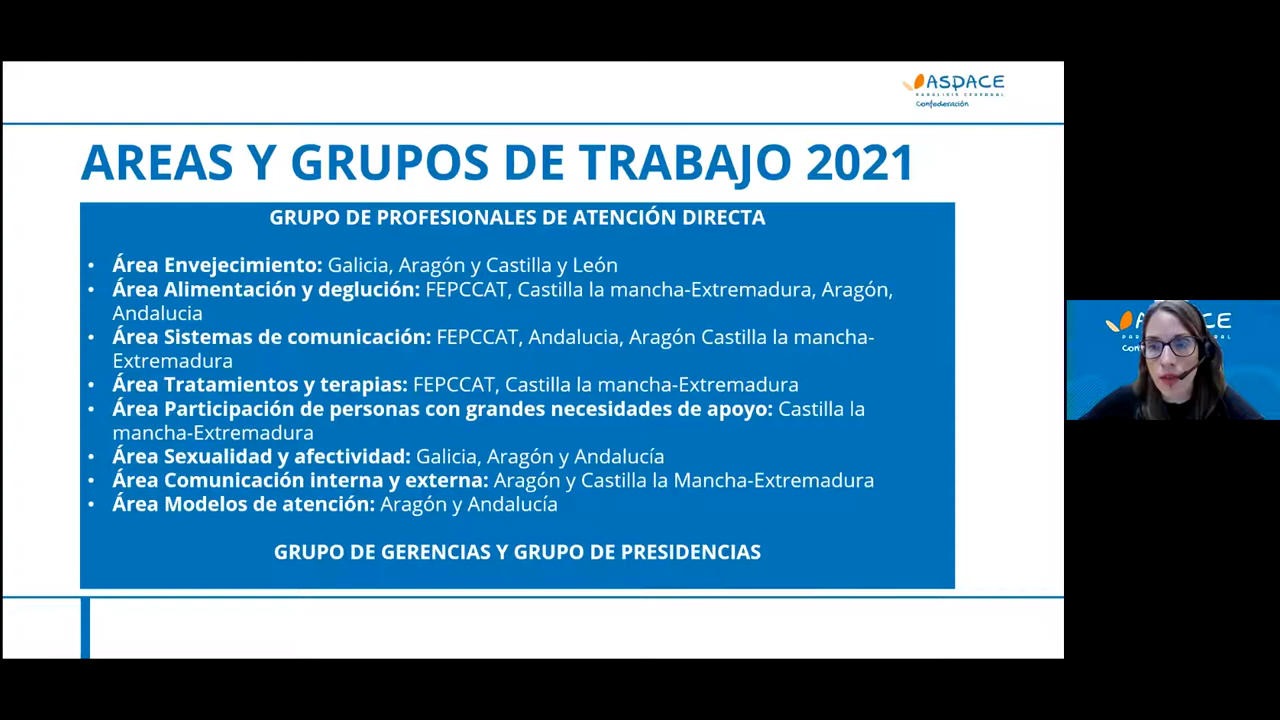 ASPACE
PARÁLISIS CEREBRAL
Confederación
AREAS Y GRUPOS DE TRABAJO 2021
GRUPO DE PROFESIONALES DE ATENCIÓN DIRECTA
• Área Envejecimiento: Galicia, Aragón y Castilla y León
• Área Alimentación y deglución: FEPCCAT, Castilla la mancha-Extremadura, Aragón,
Andalucia
• Área Sistemas de comunicación: FEPCCAT, Andalucia, Aragón Castilla la mancha-
Extremadura
• Área Tratamientos y terapias: FEPCCAT, Castilla la mancha-Extremadura
• Área Participación de personas con grandes necesidades de apoyo: Castilla la
mancha-Extremadura
• Área Sexualidad y afectividad: Galicia, Aragón y Andalucía
• Área Comunicación interna y externa: Aragón y Castilla la Mancha-Extremadura
• Área Modelos de atención: Aragón y Andalucía
GRUPO DE GERENCIAS Y GRUPO DE PRESIDENCIAS